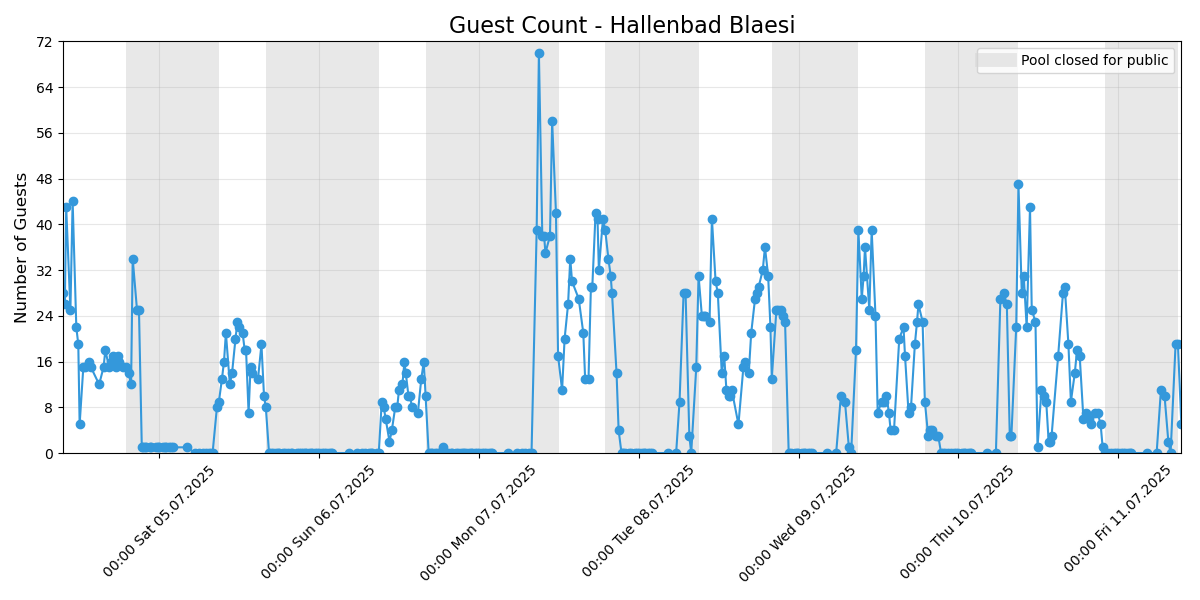 Guest Count - Hallenbad Blaesi
Number of Guests
72
64
56
48
40
32
24
16
8
0
Pool closed for public
00:00 Sat 05.07.2025
00:00 Sun 06.07.2025
00:00 Mon 07.07.2025
00:00 Tue 08.07.2025
00:00 Wed 09.07.2025
00:00 Thu 10.07.2025
00:00 Fri 11.07.2025